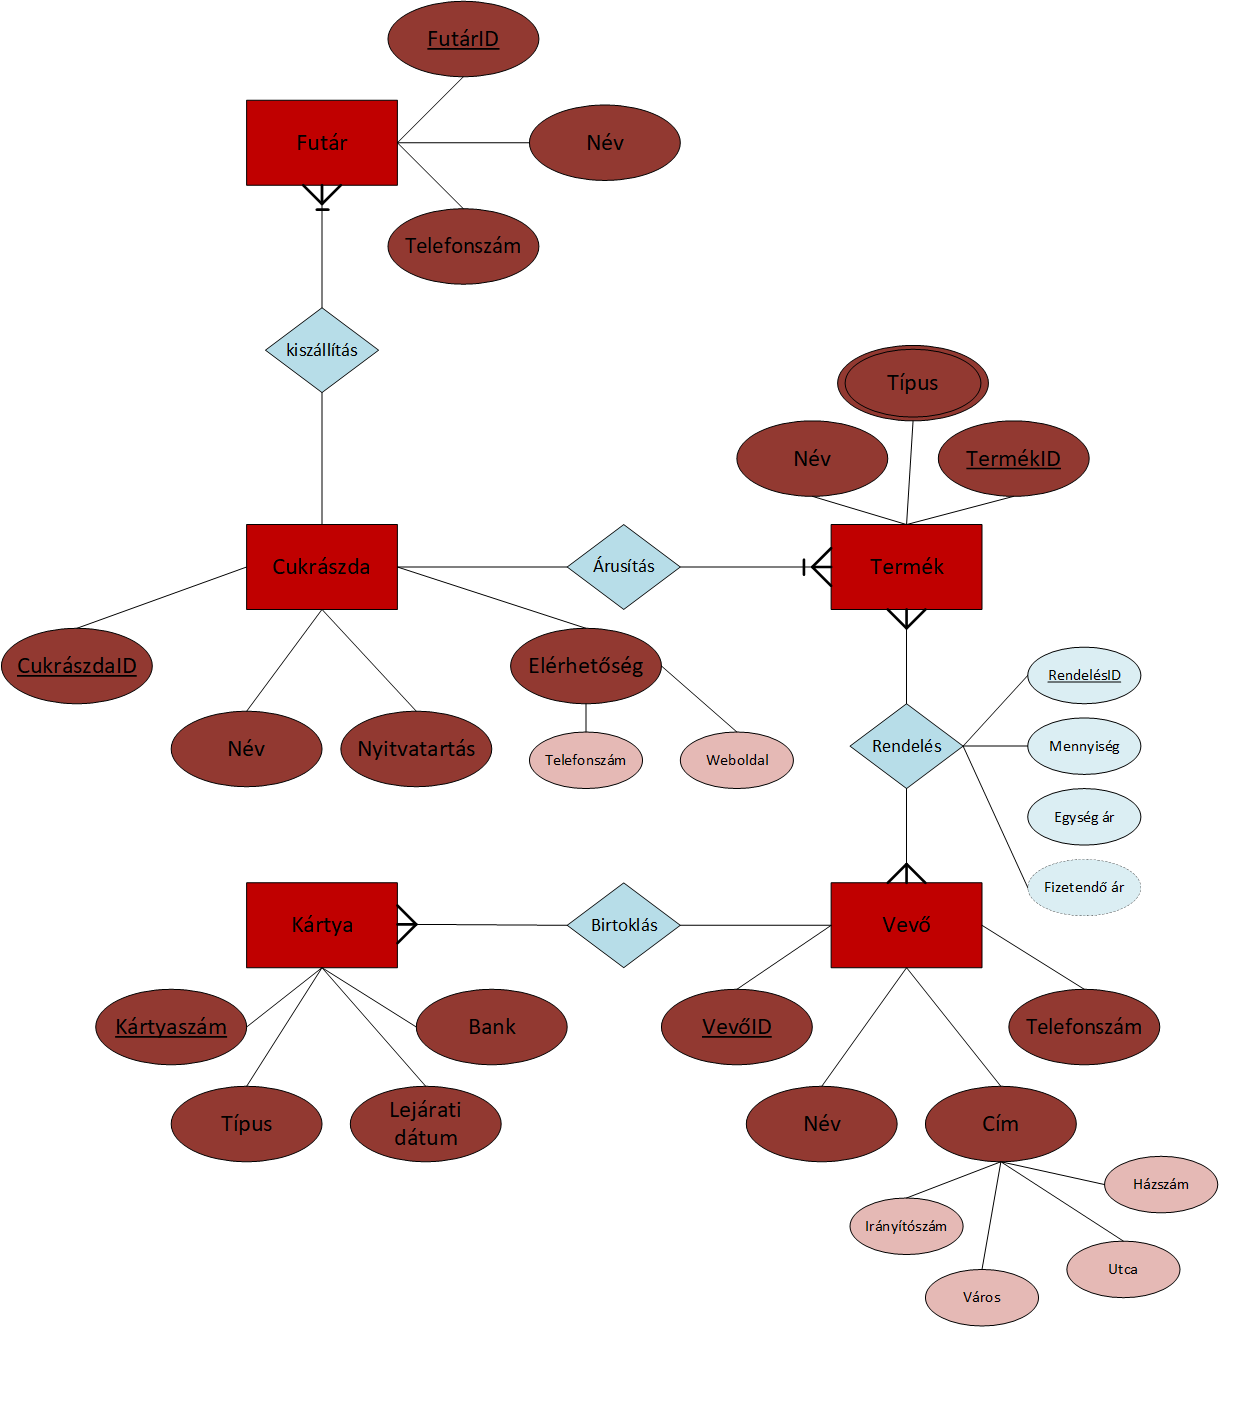 FutárID
Futár
Név
Telefonszám
kiszállítás
Típus
Név
TermékID
Cukrászda
Árusítás
Termék
CukrászdaID
Elérhetőség
RendelésID
Név
Nyitvatartás
Telefonszám
Weboldal
Rendelés
Mennyiség
Egység ár
Fizetendő ár
Kártya
Birtoklás
Vevő
Kártyaszám
Bank
VevőID
Telefonszám
Típus
Lejárati
dátum
Név
Cím
Házszám
Irányítószám
Utca
Város